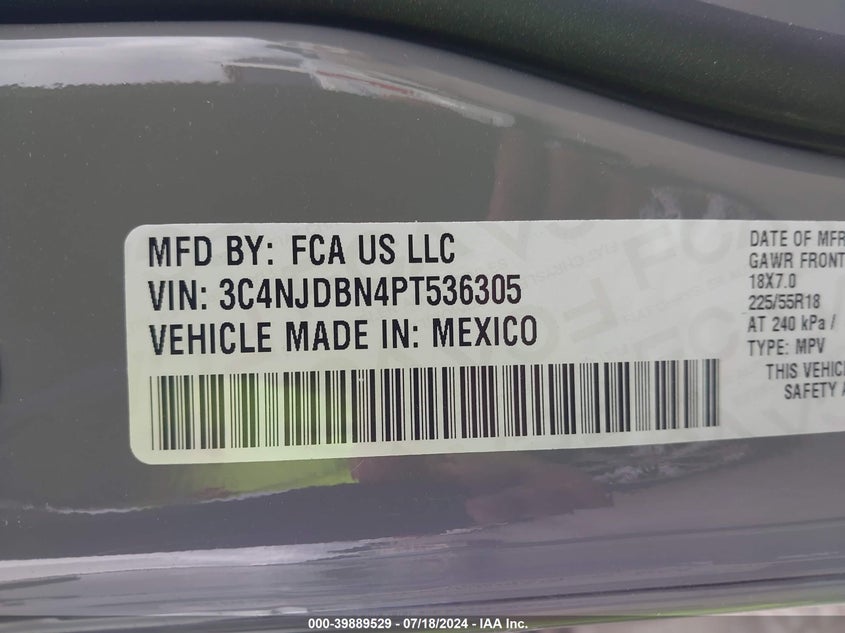 MFD BY: FCA US LLC
VIN: 3C4NJDBN4PT536305
VEHICLE MADE IN: MEXICO
DATE OF MFR
GAWR FRONT
18X7.0
225/55R18
AT 240 kPa /
TYPE: MPV
THIS VEHIC
SAFETY A
000-39889529 / 07/18/2024 - IAA Inc.